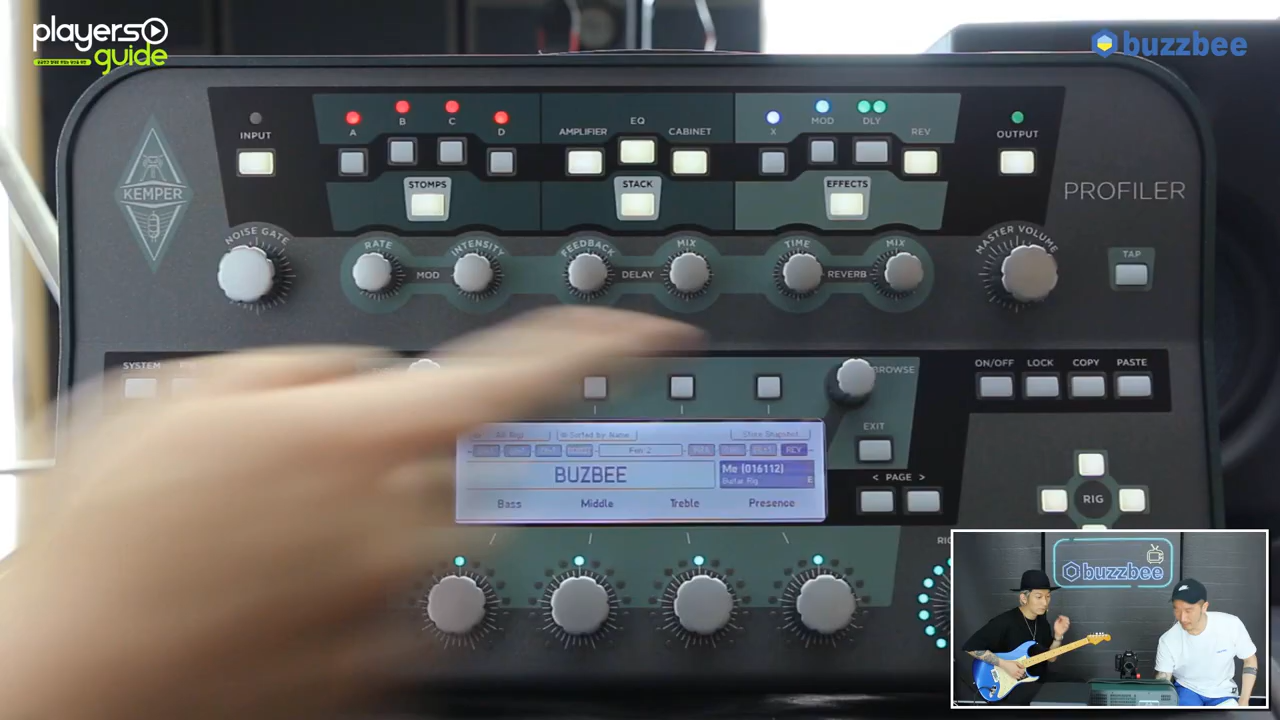 players
guide
buzzbee
INPUT
A
B
C
D
AMPLIFIER
EQ
CABINET
X
MOD
DLY
REV
OUTPUT
KEMPER
STOMPS
STACK
EFFECTS
PROFILER
NOISE GATE
RATE
INTENSITY
MOD
FEEDBACK
MIX
DELAY
TIME
MIX
REVERB
MASTER VOLUME
TAP
SYSTEM
BROWSE
ON/OFF
LOCK
COPY
PASTE
EXIT
< PAGE >
RIG
Sorted by Name
Store Snapshot
BUZBEE
Me (016112)
Guitar Rig
Bass
Middle
Treble
Presence
buzzbee